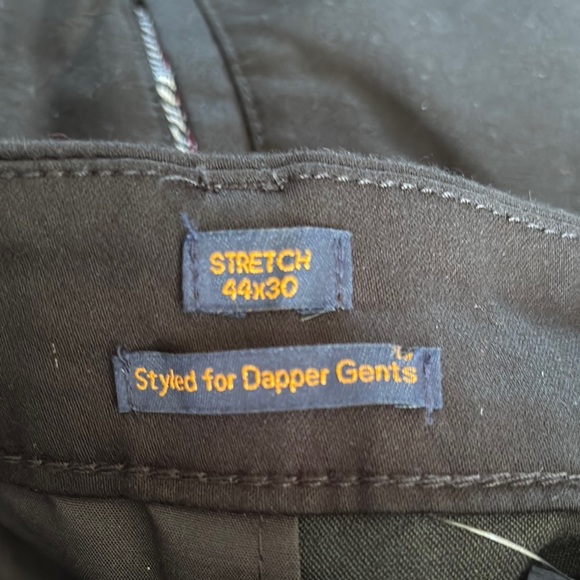 STRETCH
44x30
Styled for Dapper Gents